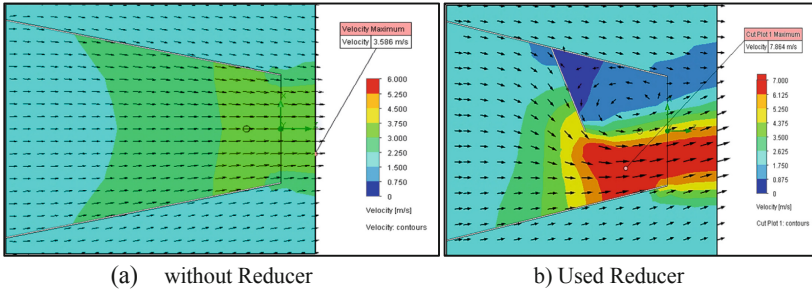 Velocity Maximum
Velocity 3.586 m/s
6.000
5.250
4.500
3.750
3.000
2.250
1.500
0.750
0
Velocity [m/s]
Velocity: contours
(a) without Reducer
Cut Plot 1 Maximum
Velocity 7.864 m/s
7.000
6.125
5.250
4.375
3.500
2.625
1.750
0.875
0
Velocity [m/s]
Cut Plot 1: contours
b) Used Reducer